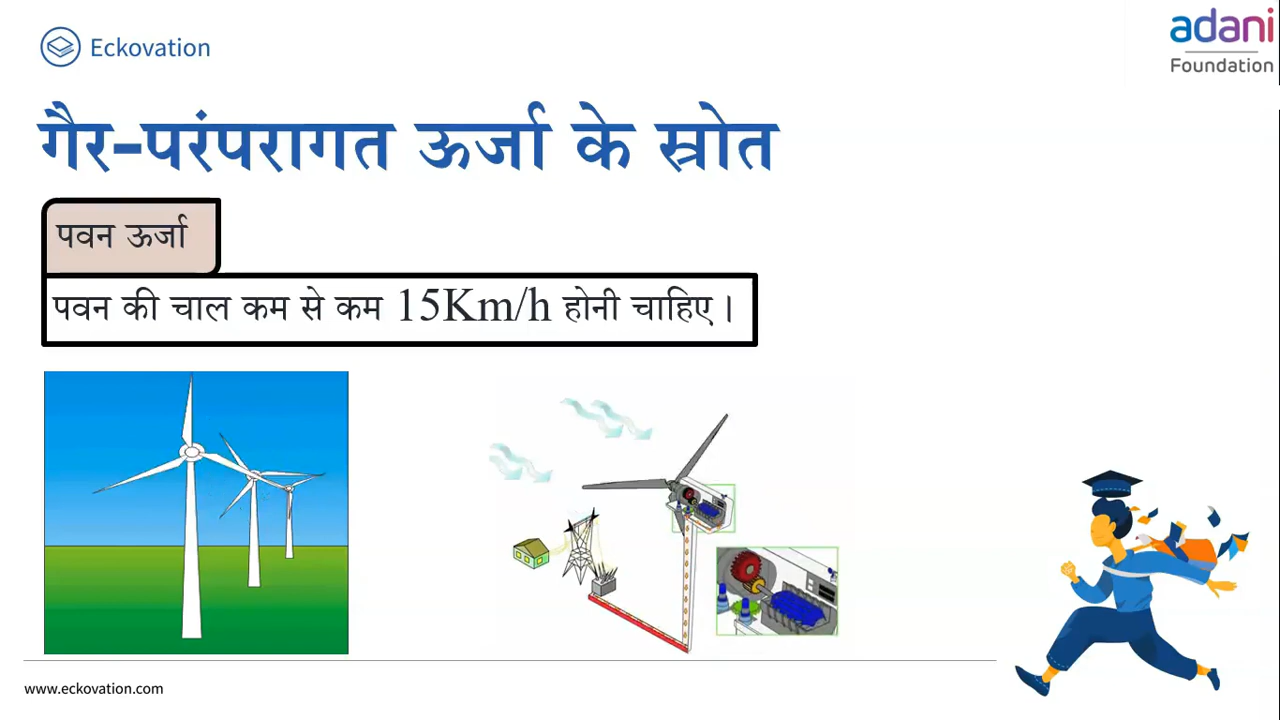 Eckovation
adani
Foundation
गैर-परंपरागत ऊर्जा के स्रोत
पवन ऊर्जा
पवन की चाल कम से कम 15Km/h होनी चाहिए।
www.eckovation.com